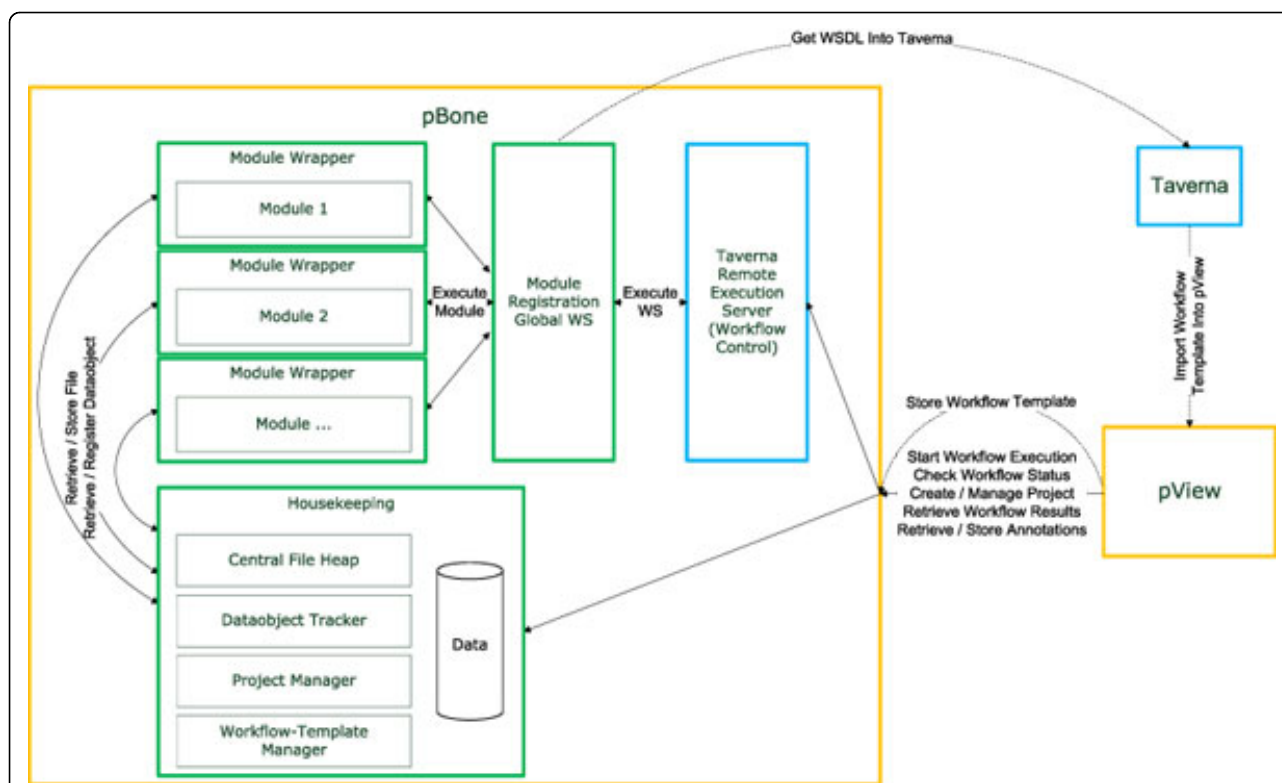 Get WSDL Into Taverna
pBone
Module Wrapper
Module 1
Module Wrapper
Module 2
Module Wrapper
Module ...
Execute
Module
Module
Registration
Global WS
Execute
WS
Taverna
Remote
Execution
Server
(Workflow
Control)
Taverna
Import Workflow
Template Into pView
pView
Store Workflow Template
Start Workflow Execution
Check Workflow Status
Create / Manage Project
Retrieve Workflow Results
Retrieve / Store Annotations
Retrieve / Store File
Retrieve / Register Dataobject
Housekeeping
Central File Heap
Dataobject Tracker
Project Manager
Workflow-Template
Manager
Data